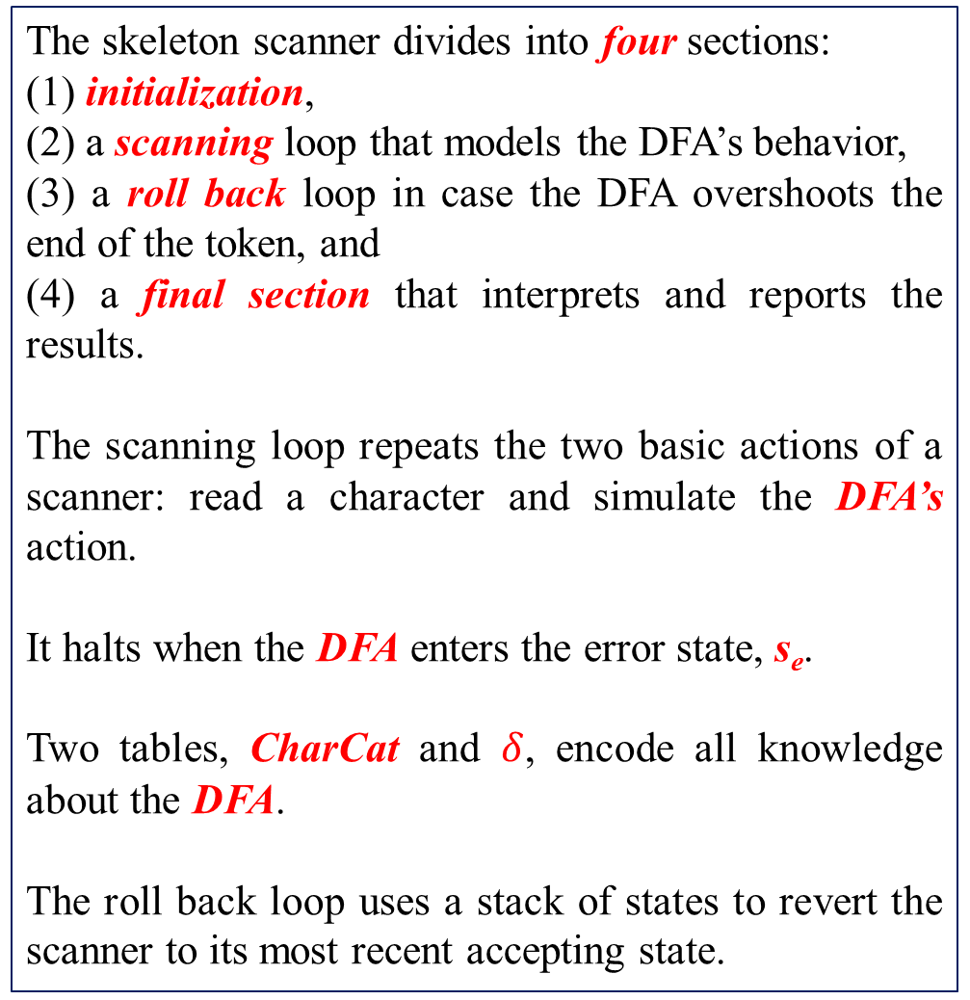 The skeleton scanner divides into four sections:
(1) initialization,
(2) a scanning loop that models the DFA’s behavior,
(3) a roll back loop in case the DFA overshoots the
end of the token, and
(4) a final section that interprets and reports the
results.
The scanning loop repeats the two basic actions of a
scanner: read a character and simulate the DFA’s
action.
It halts when the DFA enters the error state, sₑ.
Two tables, CharCat and δ, encode all knowledge
about the DFA.
The roll back loop uses a stack of states to revert the
scanner to its most recent accepting state.